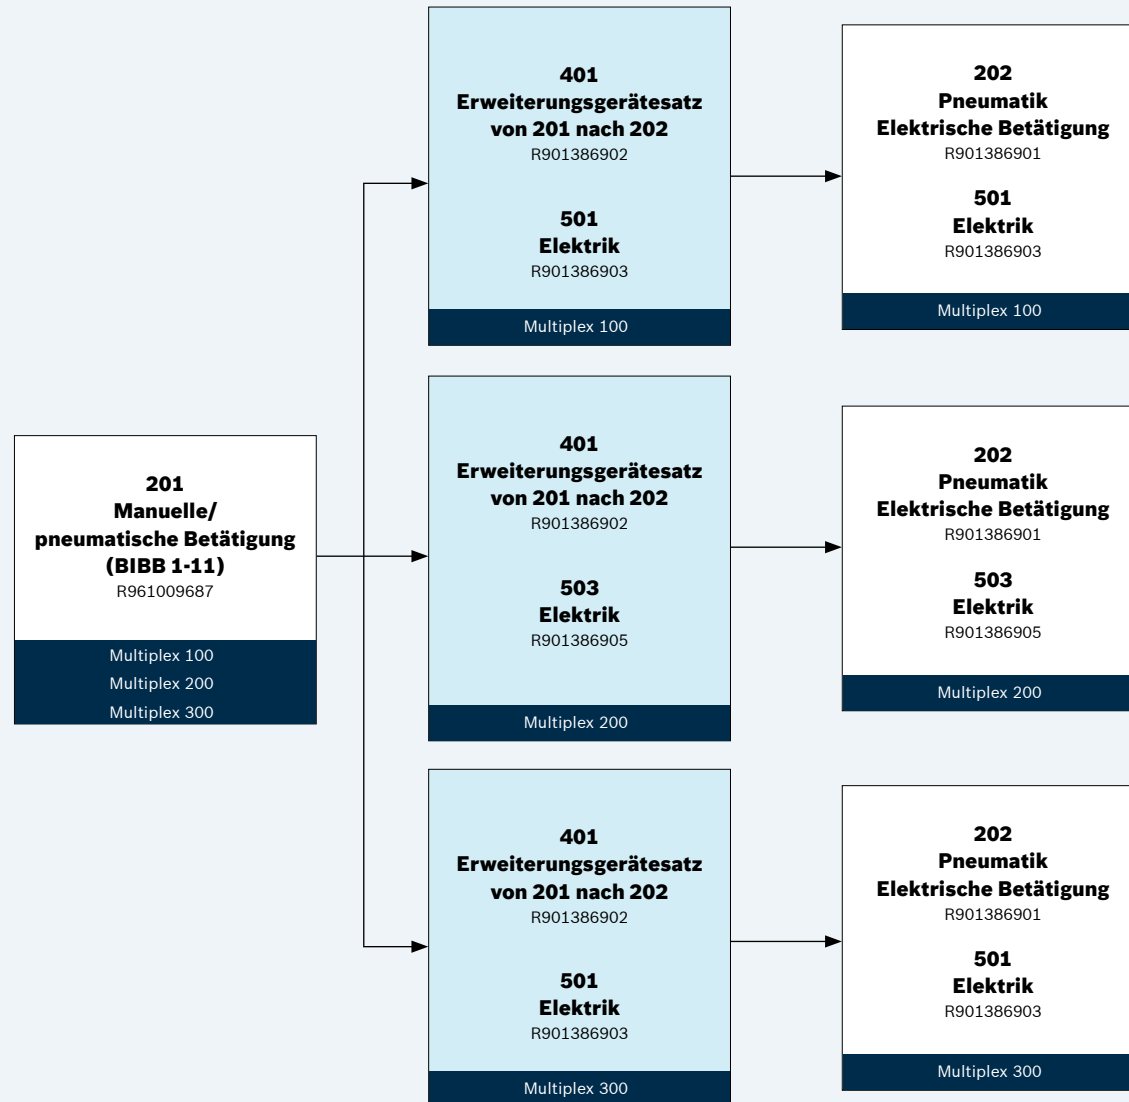 201
Manuelle/
pneumatische Betätigung
(BIBB 1-11)
R961009687
Multiplex 100
Multiplex 200
Multiplex 300
401
Erweiterungsgerätesatz
von 201 nach 202
R901386902
501
Elektrik
R901386903
Multiplex 100
202
Pneumatik
Elektrische Betätigung
R901386901
501
Elektrik
R901386903
Multiplex 100
401
Erweiterungsgerätesatz
von 201 nach 202
R901386902
503
Elektrik
R901386905
Multiplex 200
202
Pneumatik
Elektrische Betätigung
R901386901
503
Elektrik
R901386905
Multiplex 200
401
Erweiterungsgerätesatz
von 201 nach 202
R901386902
501
Elektrik
R901386903
Multiplex 300
202
Pneumatik
Elektrische Betätigung
R901386901
501
Elektrik
R901386903
Multiplex 300